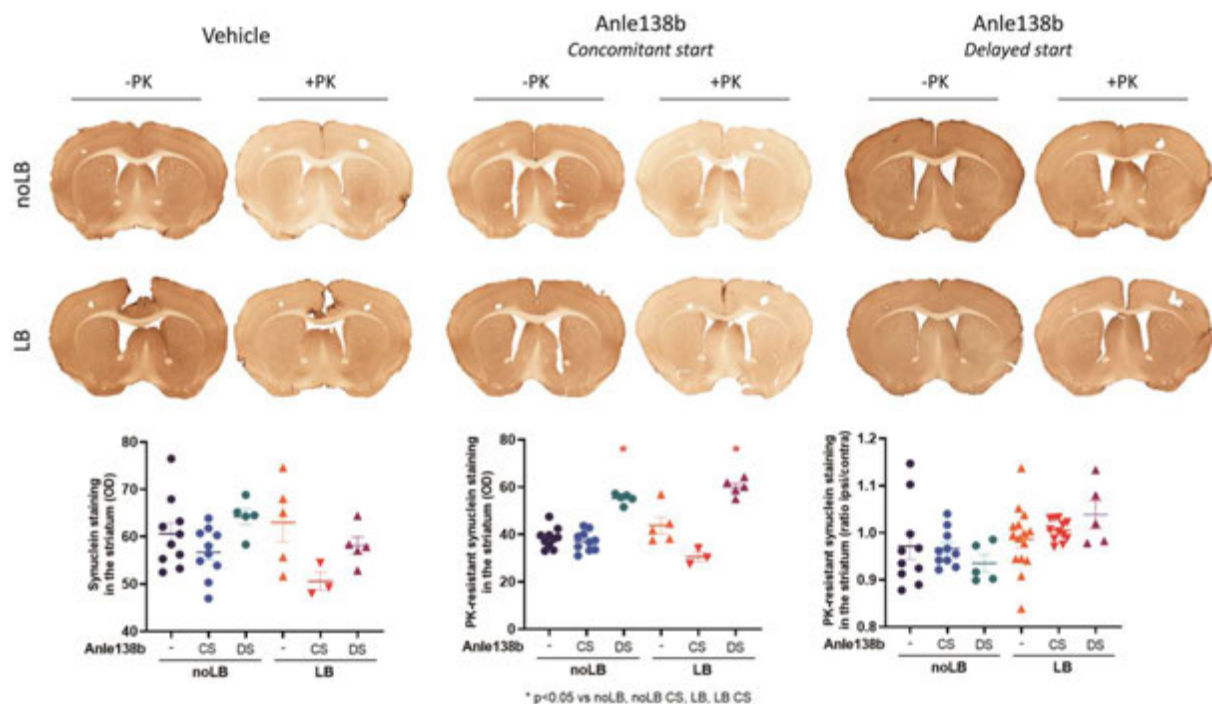 Vehicle
Anle138b
Concomitant start
Anle138b
Delayed start
-PK
+PK
-PK
+PK
-PK
+PK
noLB
LB
Synuclein staining
in the striatum (OD)
80
70
60
50
40
Anle138b
- CS DS - CS DS
noLB LB
PK-resistant synuclein staining
in the striatum (OD)
80
60
40
20
0
* *
Anle138b
- CS DS - CS DS
noLB LB
* p<0.05 vs noLB, noLB CS, LB, LB CS
PK-resistant synuclein staining
in the striatum (ratio ipsi/contra)
1.2
1.1
1.0
0.9
0.8
Anle138b
- CS DS - CS DS
noLB LB